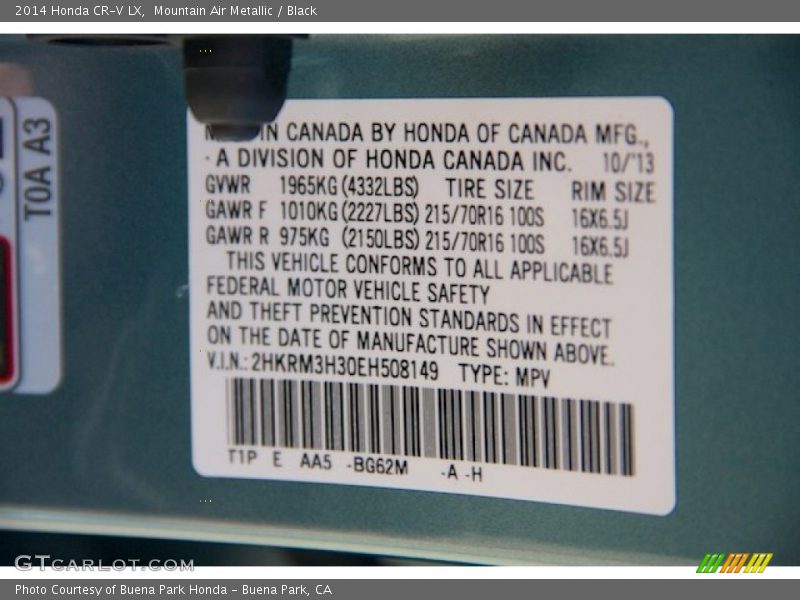 2014 Honda CR-V LX, Mountain Air Metallic / Black
IN CANADA BY HONDA OF CANADA MFG.,
A DIVISION OF HONDA CANADA INC. 10/'13
GVWR 1965KG(4332LBS) TIRE SIZE RIM SIZE
GAWR F 1010KG(2227LBS) 215/70R16 100S 16X6.5J
GAWR R 975KG (2150LBS) 215/70R16 100S 16X6.5J
THIS VEHICLE CONFORMS TO ALL APPLICABLE
FEDERAL MOTOR VEHICLE SAFETY
AND THEFT PREVENTION STANDARDS IN EFFECT
ON THE DATE OF MANUFACTURE SHOWN ABOVE.
V.I.N.: 2HKRM3H30EH508149 TYPE: MPV
T1P E AA5 -BG62M -A -H
T0A A3
GTCARLOT.COM
Photo Courtesy of Buena Park Honda - Buena Park, CA